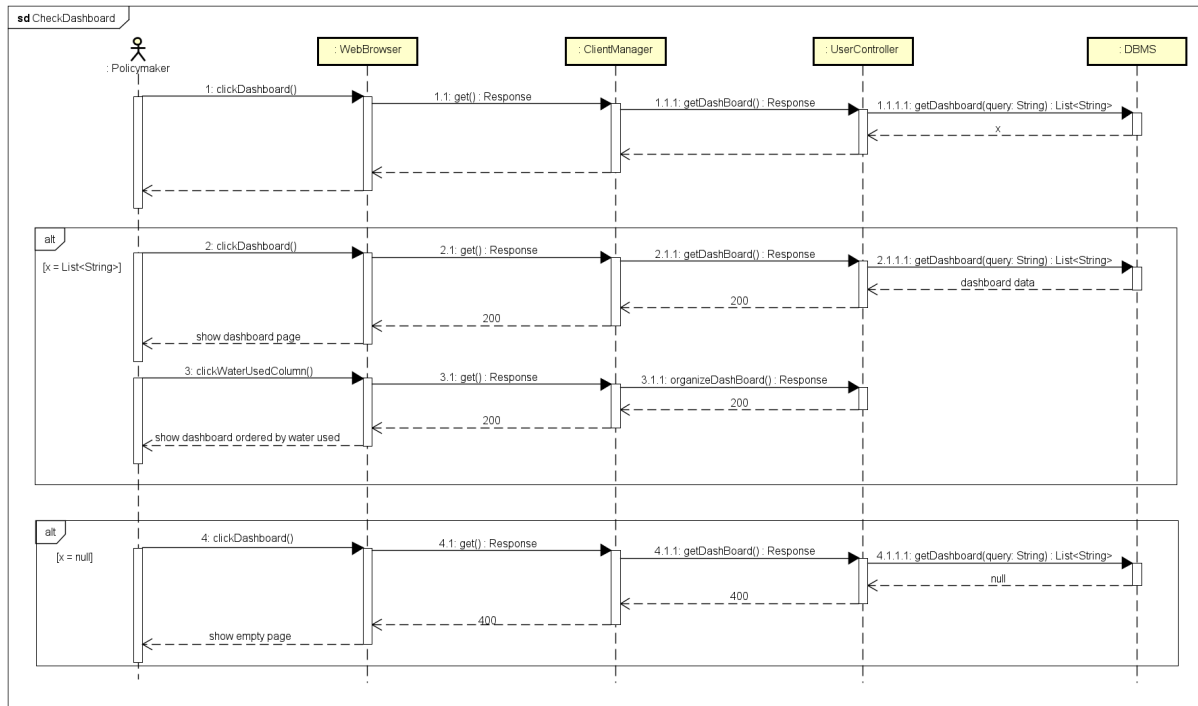 sd CheckDashboard
: Policymaker
: WebBrowser
: ClientManager
: UserController
: DBMS
1: clickDashboard()
1.1: get() : Response
1.1.1: getDashBoard() : Response
1.1.1.1: getDashboard(query: String) : List<String>
x
alt
[x = List<String>]
2: clickDashboard()
2.1: get() : Response
2.1.1: getDashBoard() : Response
2.1.1.1: getDashboard(query: String) : List<String>
dashboard data
200
200
show dashboard page
3: clickWaterUsedColumn()
3.1: get() : Response
3.1.1: organizeDashBoard() : Response
200
200
show dashboard ordered by water used
alt
[x = null]
4: clickDashboard()
4.1: get() : Response
4.1.1: getDashBoard() : Response
4.1.1.1: getDashboard(query: String) : List<String>
null
400
400
show empty page